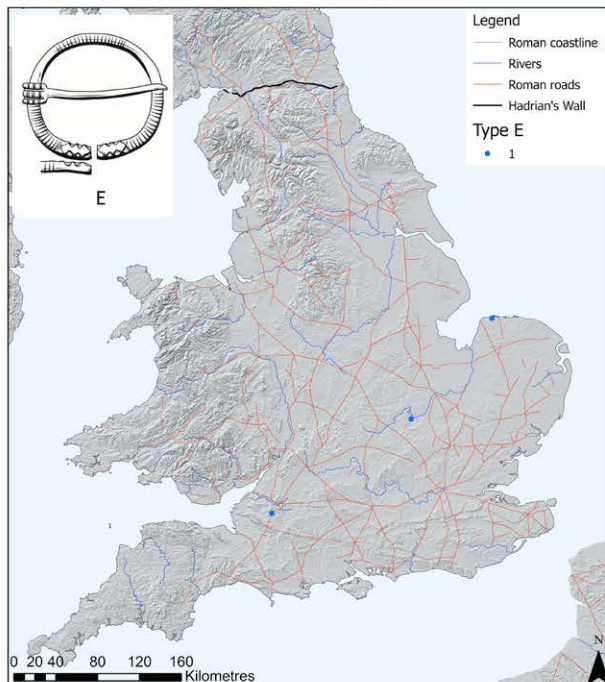 E
Legend
Roman coastline
Rivers
Roman roads
Hadrian's Wall
Type E
1
N
0 20 40 80 120 160
Kilometres